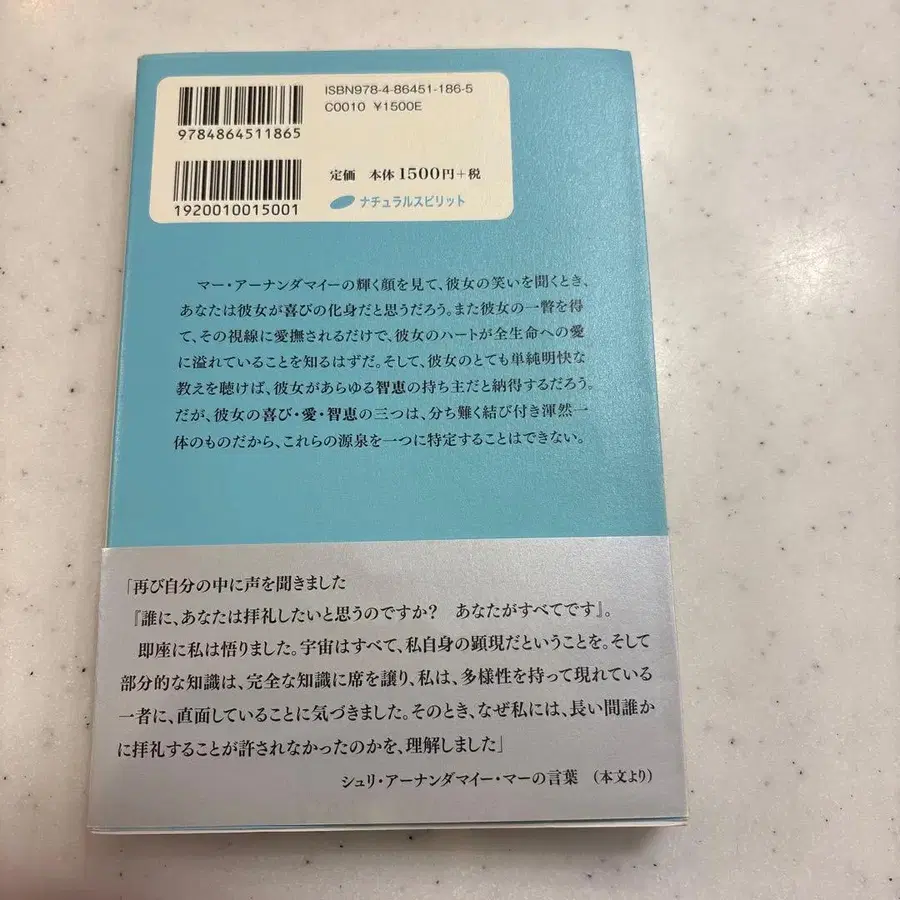 ISBN978-4-86451-186-5
C0010 ¥1500E
9784864511865
定価 本体1500円+税
1920010015001
ナチュラルスピリット
マー・アーナンダマイーの輝く顔を見て、彼女の笑いを聞くとき、
あなたは彼女が喜びの化身だと思うだろう。また彼女の一瞥を得
て、その視線に愛撫されるだけで、彼女のハートが全生命への愛
に溢れていることを知るはずだ。そして、彼女のとても単純明快な
教えを聴けば、彼女があらゆる智恵の持ち主だと納得するだろう。
だが、彼女の喜び・愛・智恵の三つは、分ち難く結び付き渾然一
体のものだから、これらの源泉を一つに特定することはできない。
「再び自分の中に声を聞きました
『誰に、あなたは拝礼したいと思うのですか? あなたがすべてです』。
即座に私は悟りました。宇宙はすべて、私自身の顕現だということを。そして
部分的な知識は、完全な知識に席を譲り、私は、多様性を持って現れている
一者に、直面していることに気づきました。そのとき、なぜ私には、長い間誰か
に拝礼することが許されなかったのかを、理解しました」
シュリ・アーナンダマイー・マーの言葉 (本文より)